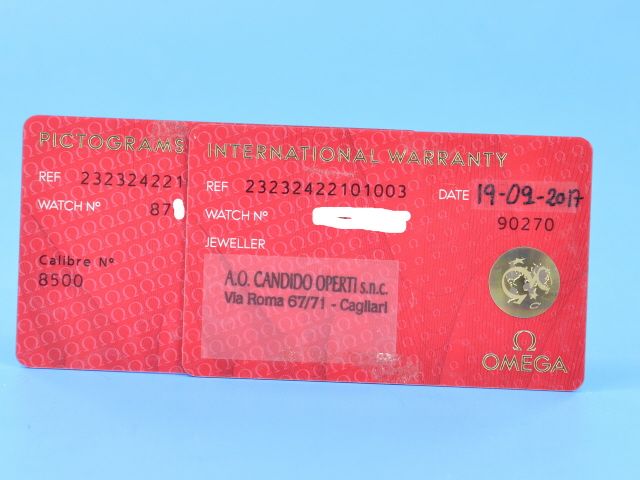 PICTOGRAMS
REF 232324221
WATCH Nº 87
Calibre Nº
8500
INTERNATIONAL WARRANTY
REF 23232422101003
DATE 19-09-2017
WATCH Nº
90270
JEWELLER
A.O. CANDIDO OPERTI s.n.c.
Via Roma 67/71 - Cagliari
Ω
OMEGA